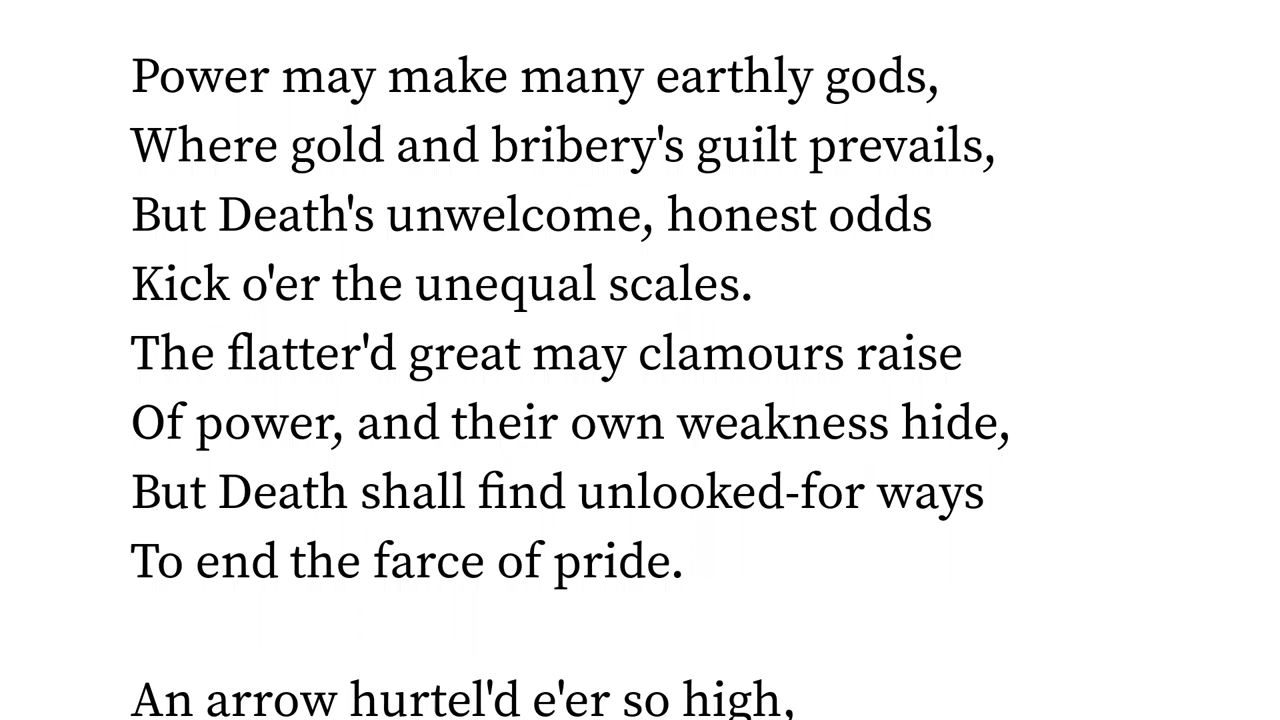 Power may make many earthly gods,
Where gold and bribery's guilt prevails,
But Death's unwelcome, honest odds
Kick o'er the unequal scales.
The flatter'd great may clamours raise
Of power, and their own weakness hide,
But Death shall find unlooked-for ways
To end the farce of pride.
An arrow hurtel'd e'er so high,